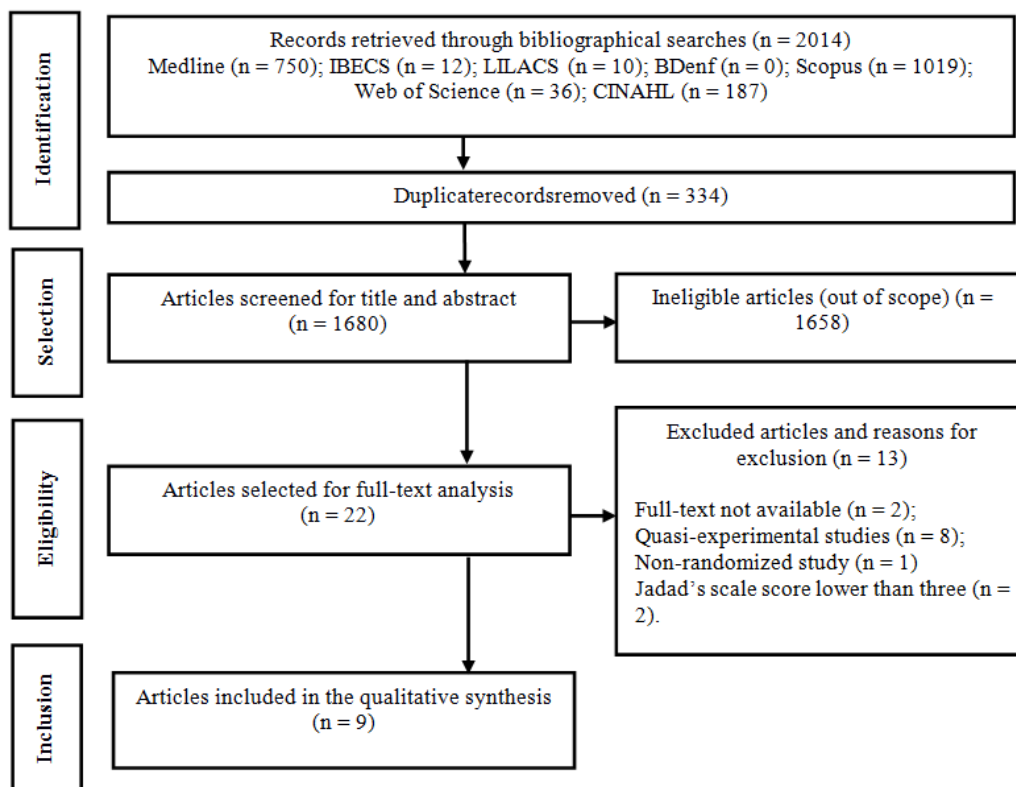 Identification
Records retrieved through bibliographical searches (n = 2014)
Medline (n = 750); IBECS (n = 12); LILACS (n = 10); BDenf (n = 0); Scopus (n = 1019);
Web of Science (n = 36); CINAHL (n = 187)
Duplicaterecordsremoved (n = 334)
Selection
Articles screened for title and abstract
(n = 1680)
Ineligible articles (out of scope) (n =
1658)
Eligibility
Articles selected for full-text analysis
(n = 22)
Excluded articles and reasons for
exclusion (n = 13)
Full-text not available (n = 2);
Quasi-experimental studies (n = 8);
Non-randomized study (n = 1)
Jadad’s scale score lower than three (n =
2).
Inclusion
Articles included in the qualitative synthesis
(n = 9)